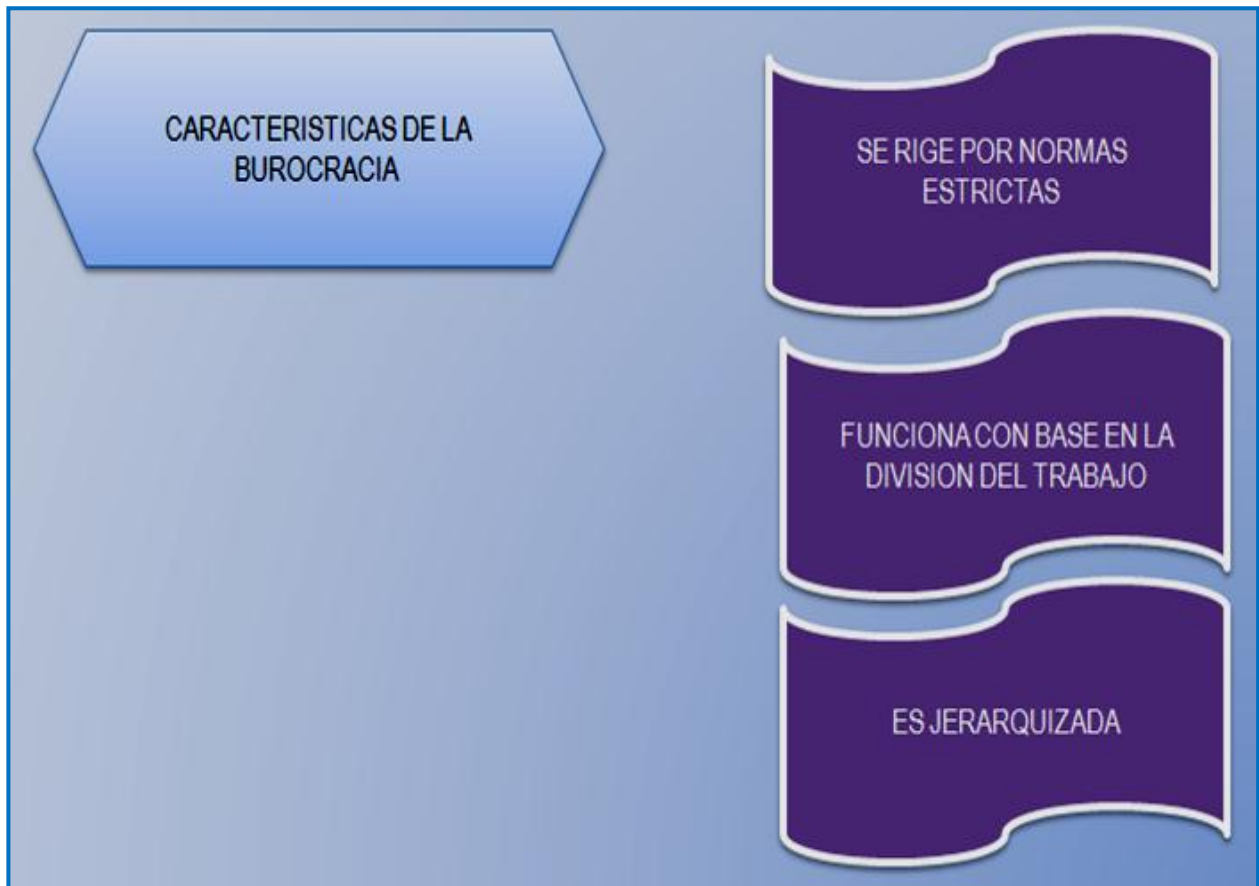 CARACTERISTICAS DE LA
BUROCRACIA
SE RIGE POR NORMAS
ESTRICTAS
FUNCIONA CON BASE EN LA
DIVISION DEL TRABAJO
ES JERARQUIZADA